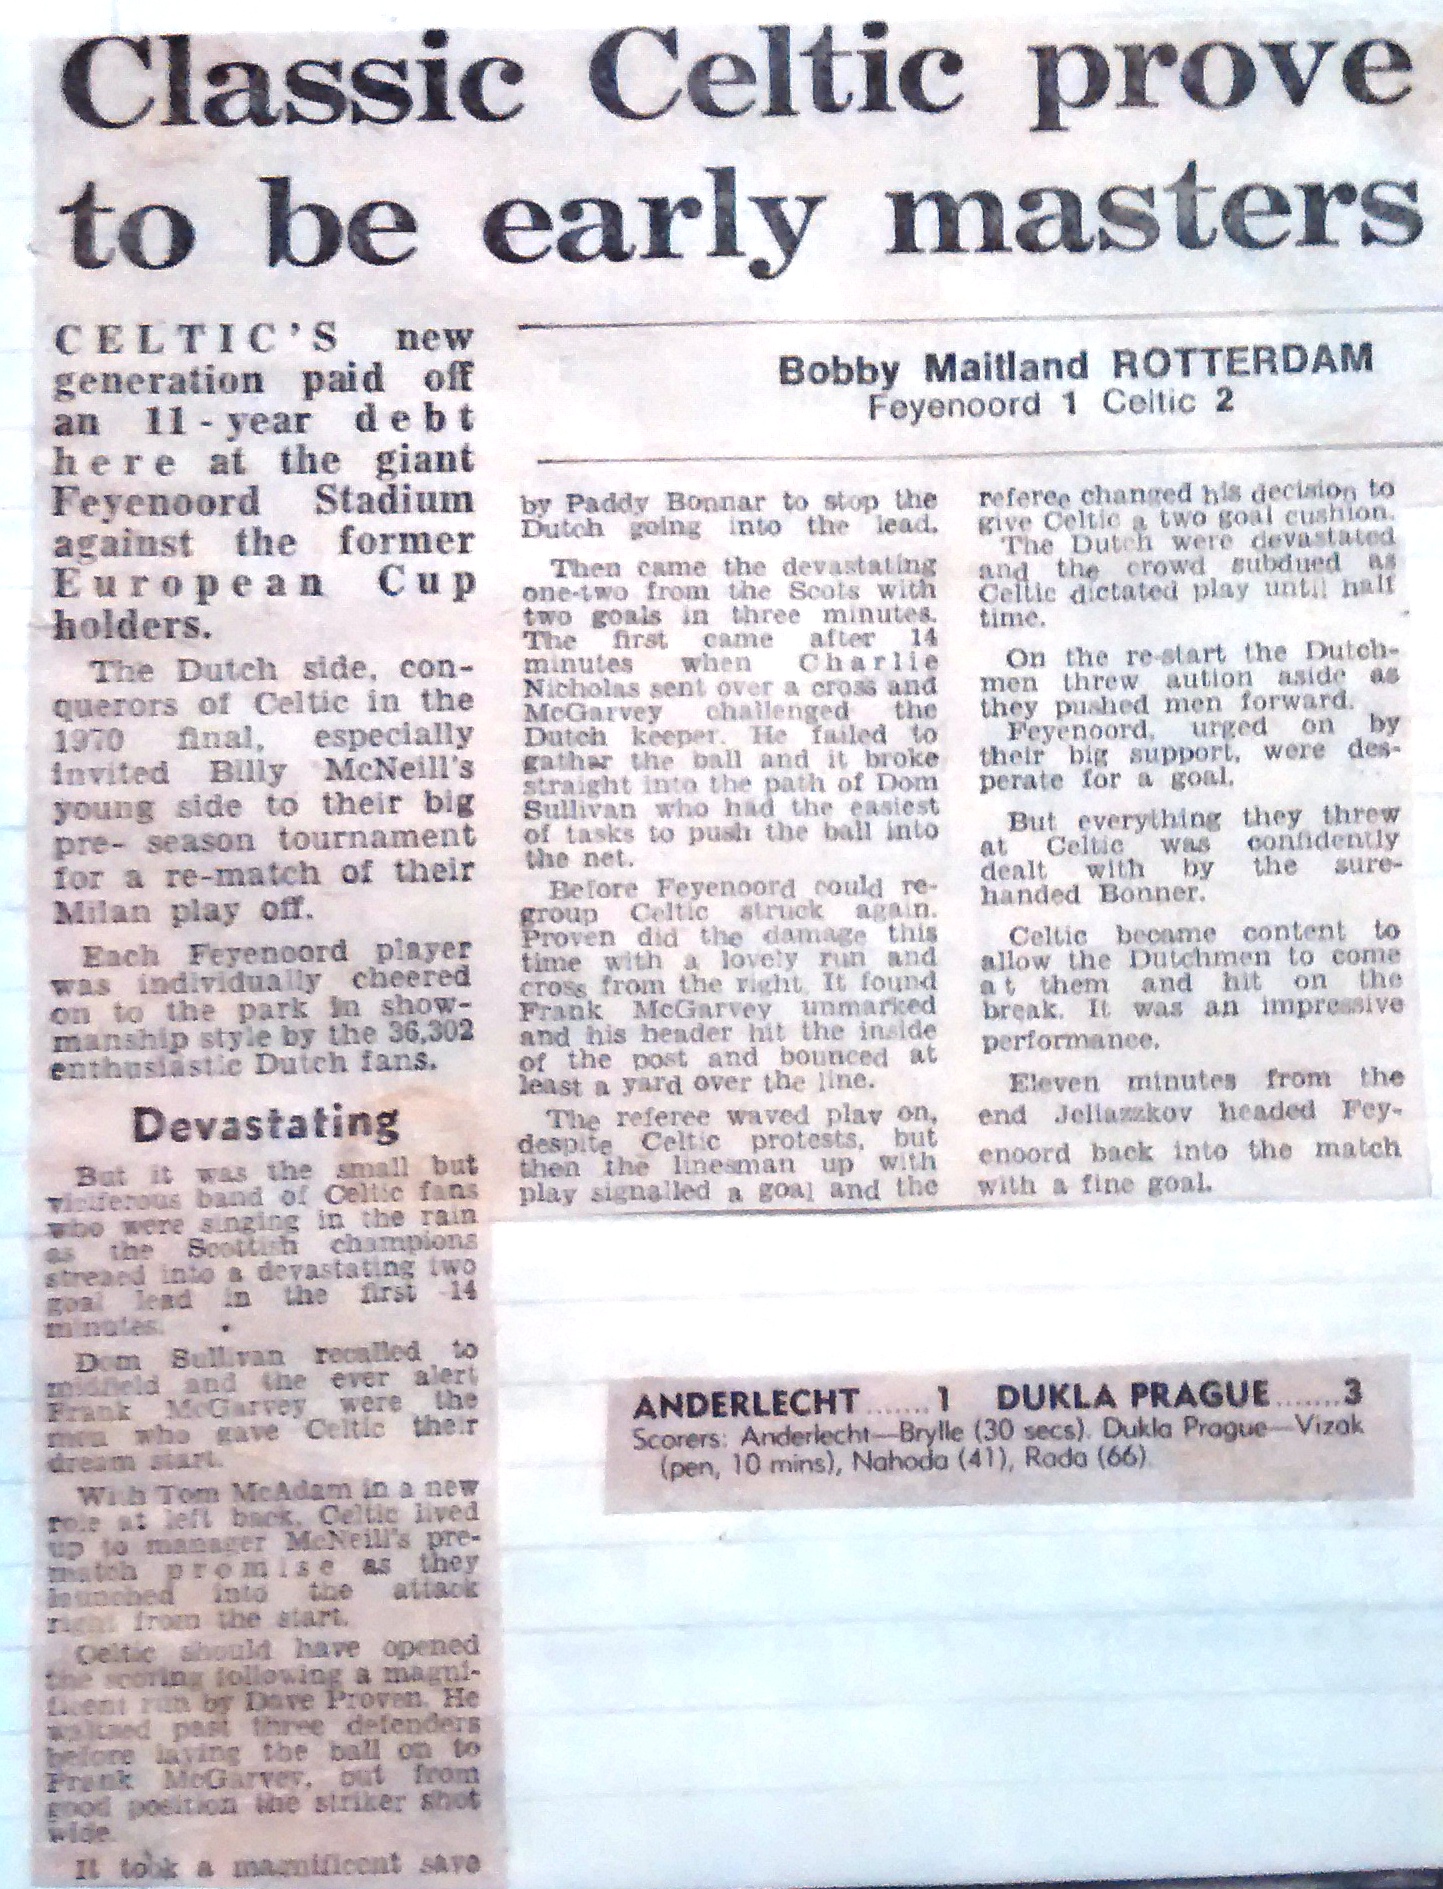 Classic Celtic prove
to be early masters
CELTIC'S new
generation paid off
an 11-year debt
here at the giant
Feyenoord Stadium
against the former
European Cup
holders.
The Dutch side, con-
querors of Celtic in the
1970 final, especially
invited Billy McNeill's
young side to their big
pre- season tournament
for a re-match of their
Milan play off.
Each Feyenoord player
was individually cheered
on to the park in show-
manship style by the 36,302
enthusiastic Dutch fans.
Devastating
But it was the small but
band of Celtic fans
who were singing in the rain
as the Scottish champions
into a devastating two
goal lead in the first 14
minutes.
Dom Sullivan recalled to
midfield and the ever alert
Frank McGarvey were the
men who gave Celtic their
dream start.
With Tom McAdam in a new
role at left back, Celtic lived
up to manager McNeill's pre-
match promise as they
launched into the attack
right from the start.
Celtic should have opened
the scoring following a magni-
ficent run by Dave Proven. He
waltzed past three defenders
before laying the ball on to
Frank McGarvey, but from
good position the striker shot
wide.
It took a magnificent save
Bobby Maitland ROTTERDAM
Feyenoord 1 Celtic 2
by Paddy Bonnar to stop the
Dutch going into the lead.
Then came the devastating
one-two from the Scots with
two goals in three minutes.
The first came after 14
minutes when Charlie
Nicholas sent over a cross and
McGarvey challenged the
Dutch keeper. He failed to
gathar the ball and it broke
straight into the path of Dom
Sullivan who had the easiest
of tasks to push the ball into
the net.
Before Feyenoord could re-
group Celtic struck again.
Proven did the damage this
time with a lovely run and
cross from the right. It found
Frank McGarvey unmarked
and his header hit the inside
of the post and bounced at
least a yard over the line.
The referee waved play on,
despite Celtic protests, but
then the linesman up with
play signalled a goal and the
referee changed his decision to
give Celtic a two goal cushion.
The Dutch were devastated
and the crowd subdued as
Celtic dictated play until half
time.
On the re-start the Dutch-
men threw aution aside as
they pushed men forward.
Feyenoord, urged on by
their big support, were des-
perate for a goal.
But everything they threw
at Celtic was confidently
dealt with by the sure-
handed Bonner.
Celtic became content to
allow the Dutchmen to come
at them and hit on the
break. It was an impressive
performance.
Eleven minutes from the
end Jeliazzkov headed Fey-
enoord back into the match
with a fine goal.
ANDERLECHT.......1 DUKLA PRAGUE.......3
Scorers: Anderlecht—Brylle (30 secs). Dukla Prague—Vizak
(pen, 10 mins), Nahoda (41), Rada (66)